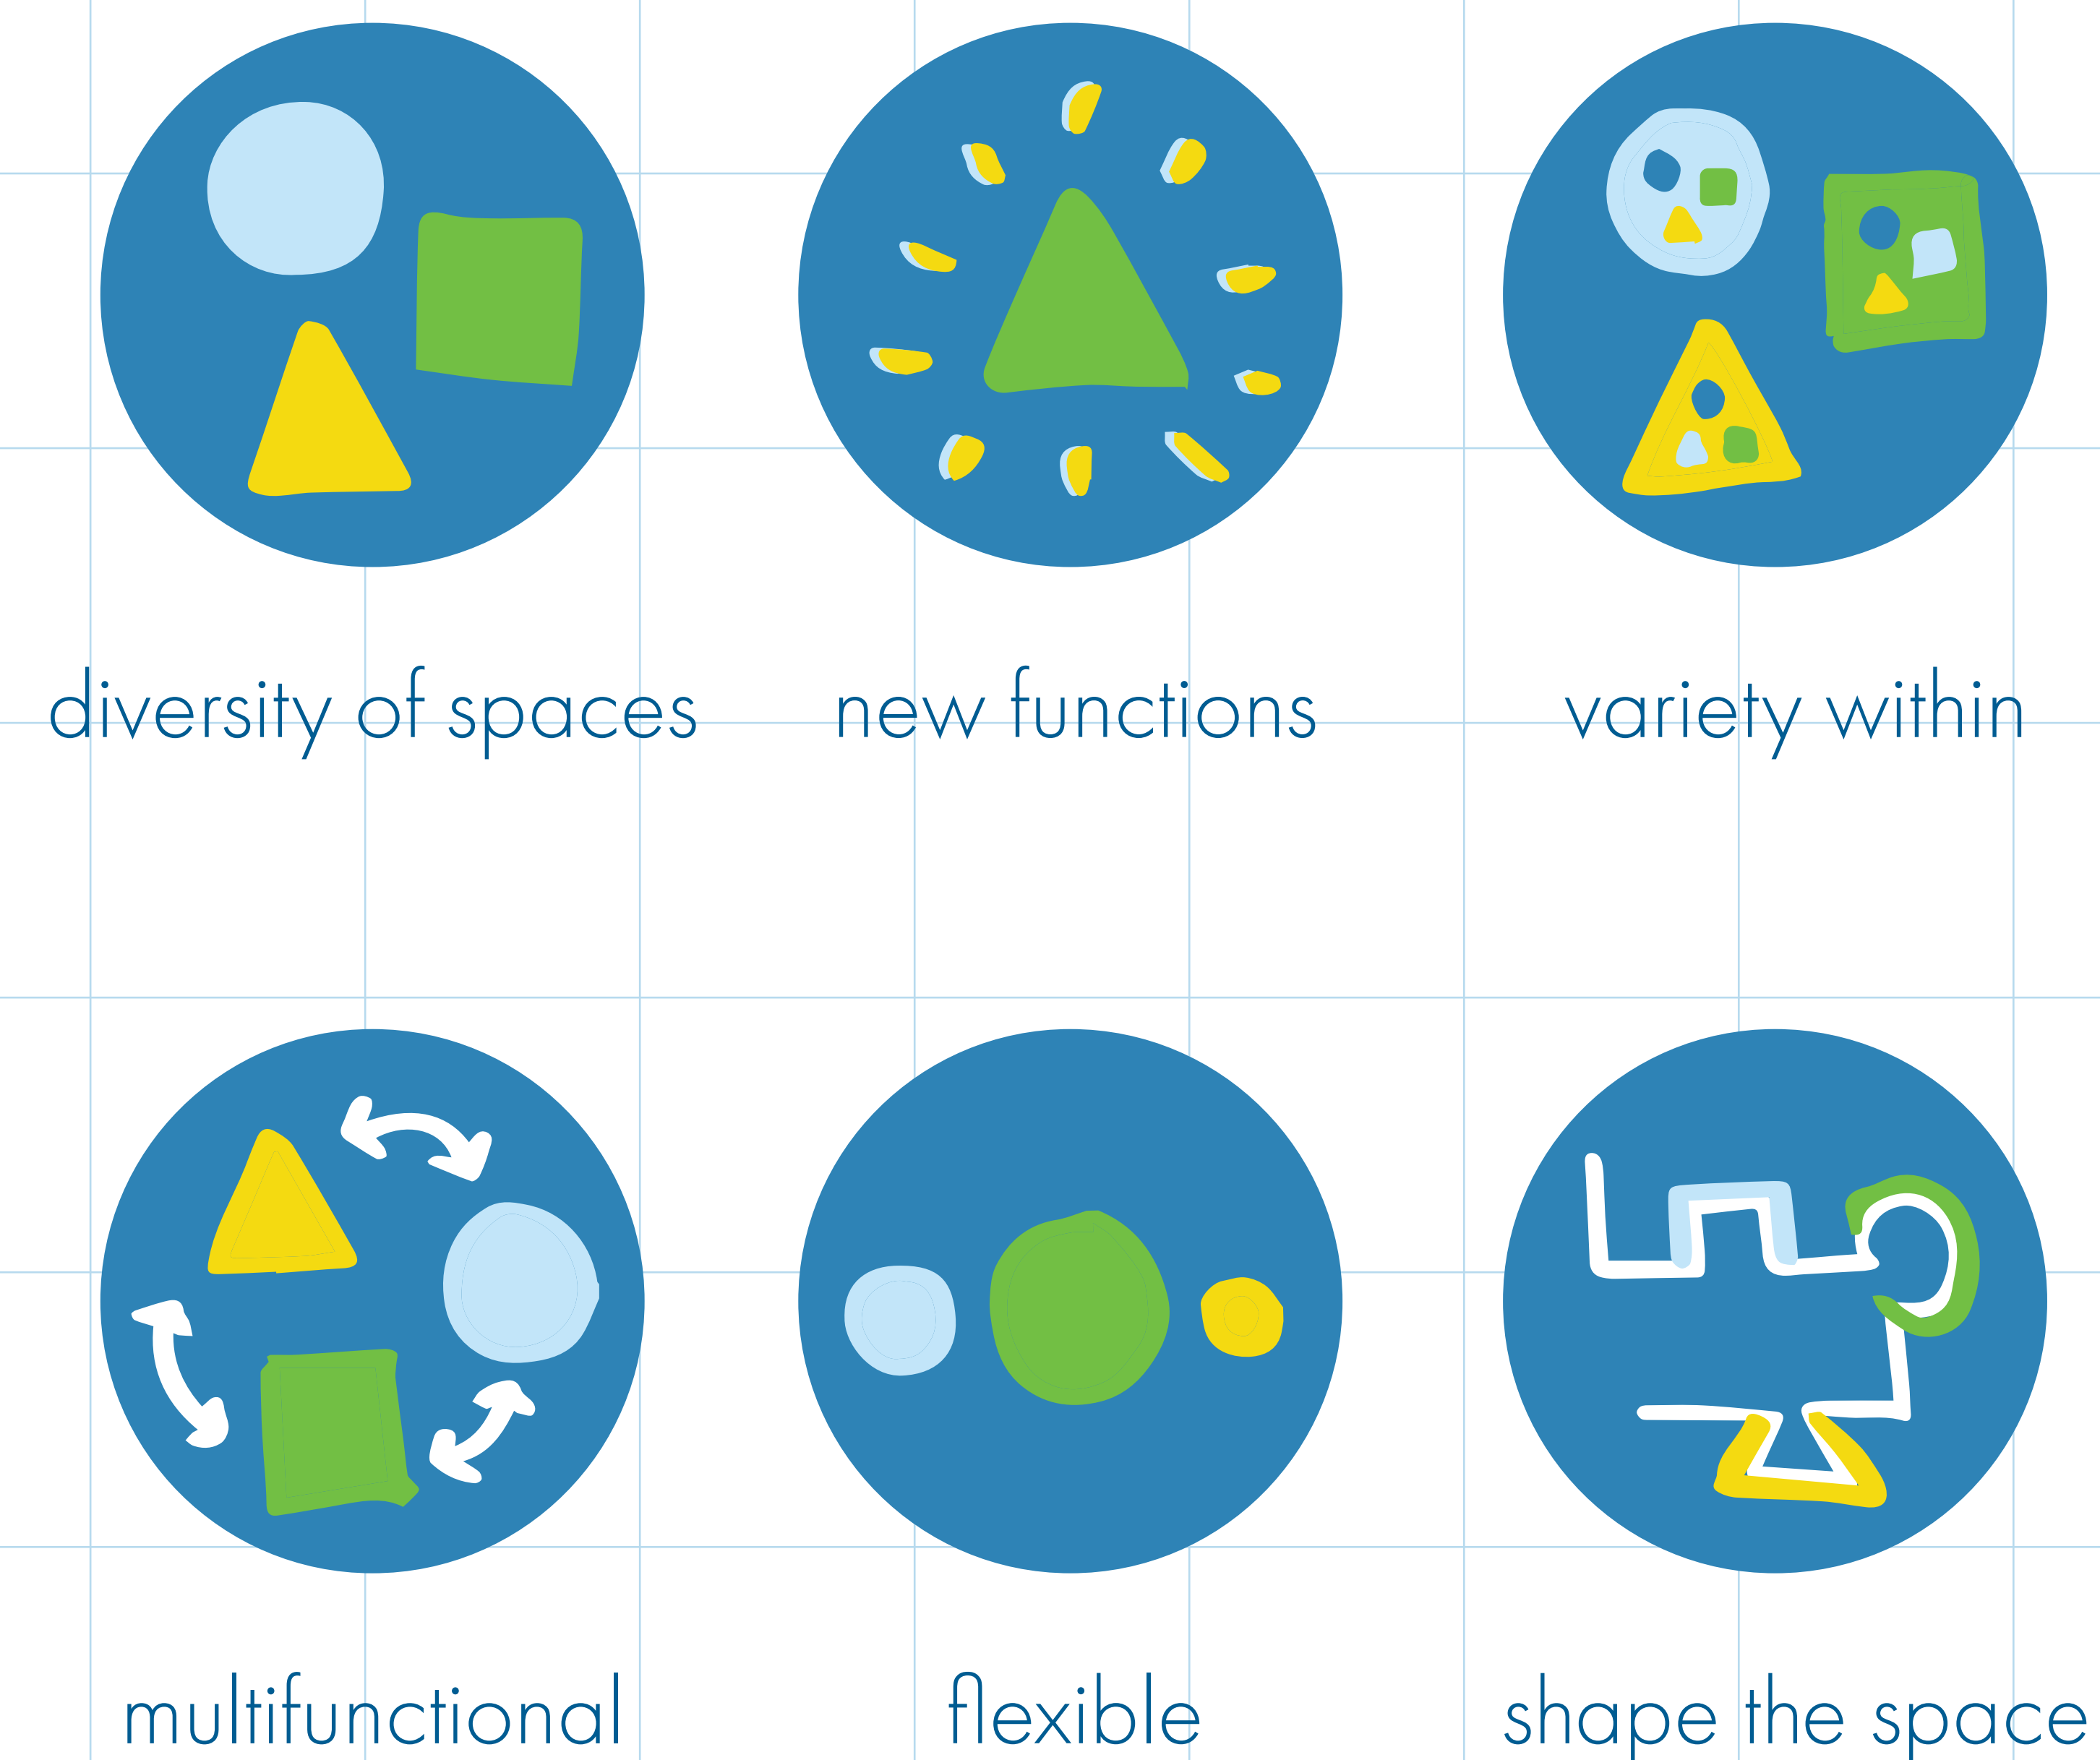 diversity of spaces
new functions
variety within
multifunctional
flexible
shape the space